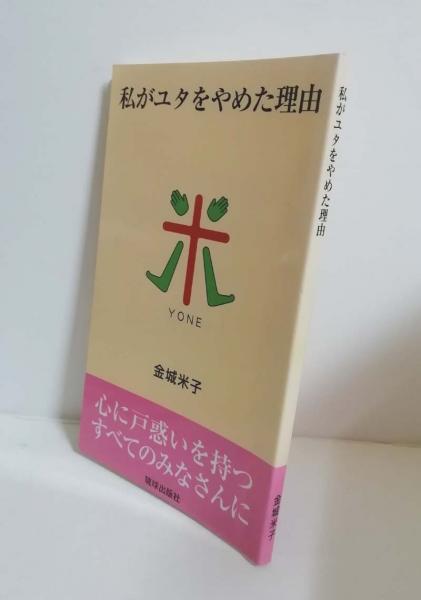 私がユタをやめた理由
米
YONE
金城米子
心に戸惑いを持つ
すべてのみなさんに
琉球出版社
私がユタをやめた理由
金城米子